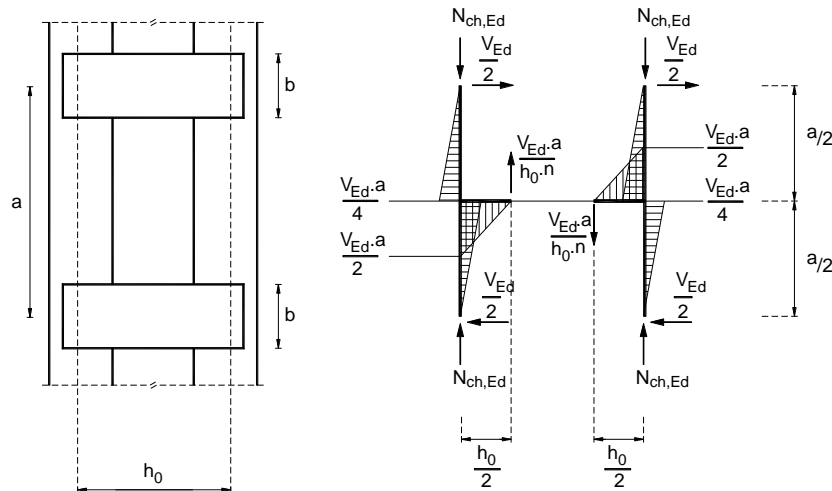 N_ch,Ed
N_ch,Ed
V_Ed/2
V_Ed/2
b
a/2
V_Ed.a/2
V_Ed.a/h_0.n
a
V_Ed.a/4
V_Ed.a/4
V_Ed.a/h_0.n
V_Ed.a/2
a/2
b
V_Ed/2
V_Ed/2
N_ch,Ed
N_ch,Ed
h_0
h_0/2
h_0/2